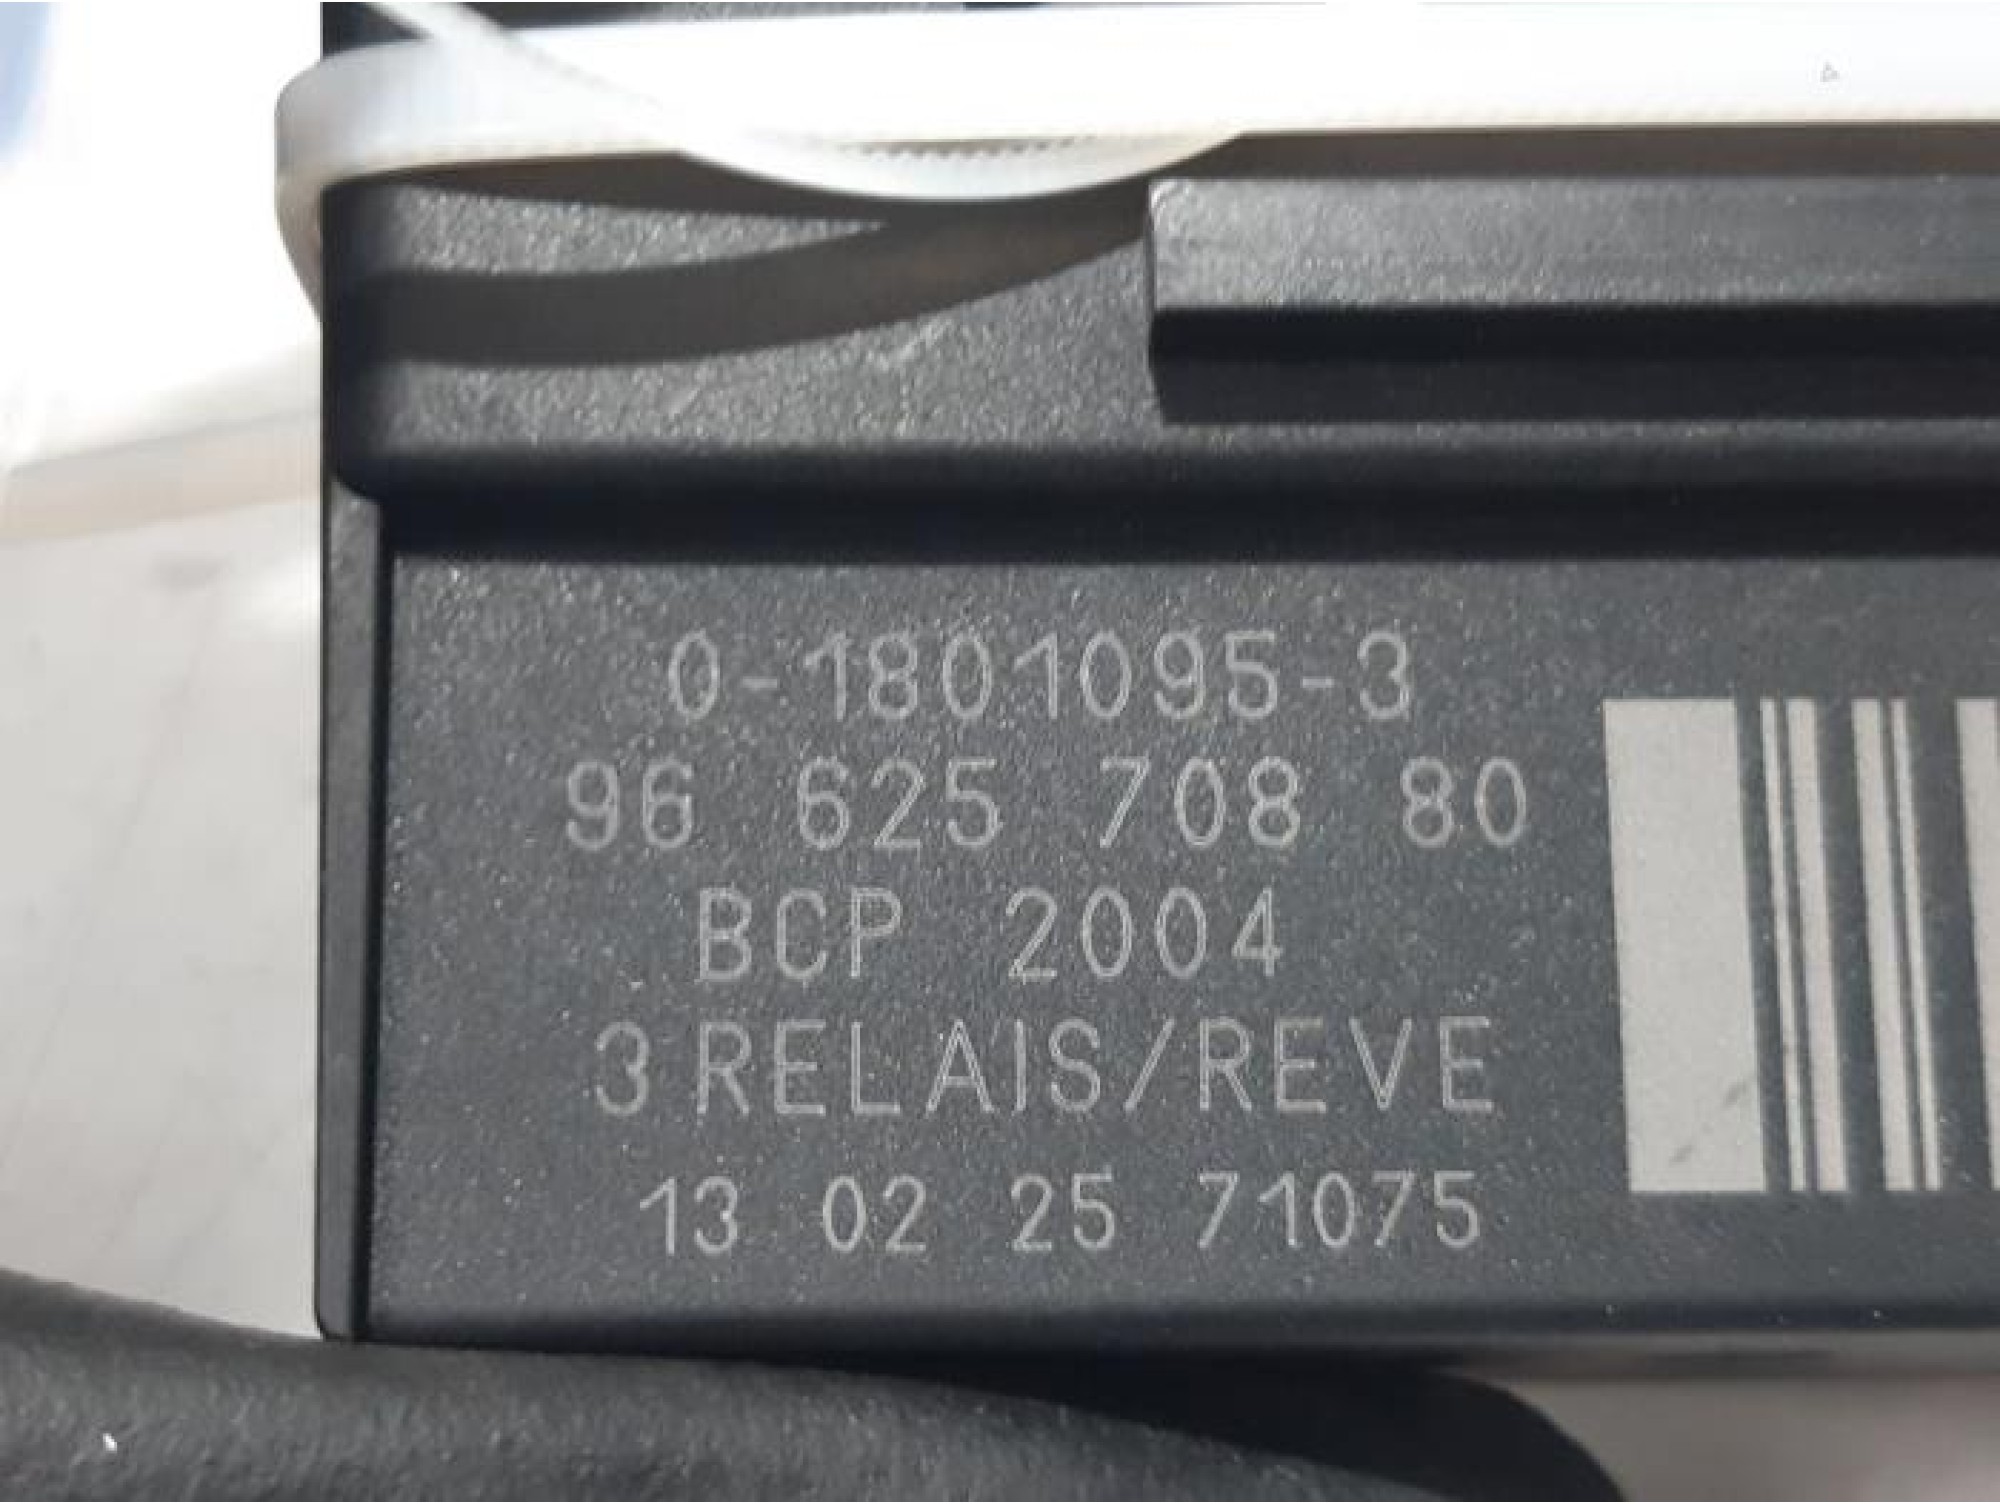 0-1801095-3
96 625 708 80
BCP 2004
3 RELAIS/REVE
13 02 25 71075